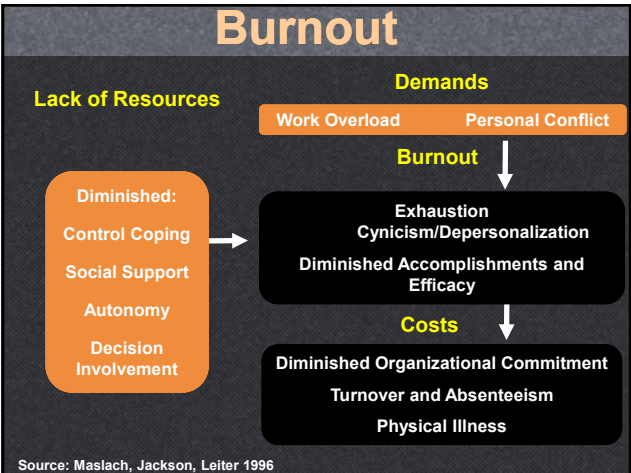 Burnout
Lack of Resources
Demands
Work Overload Personal Conflict
Burnout
Diminished:
Control Coping
Social Support
Autonomy
Decision
Involvement
Exhaustion
Cynicism/Depersonalization
Diminished Accomplishments and
Efficacy
Costs
Diminished Organizational Commitment
Turnover and Absenteeism
Physical Illness
Source: Maslach, Jackson, Leiter 1996